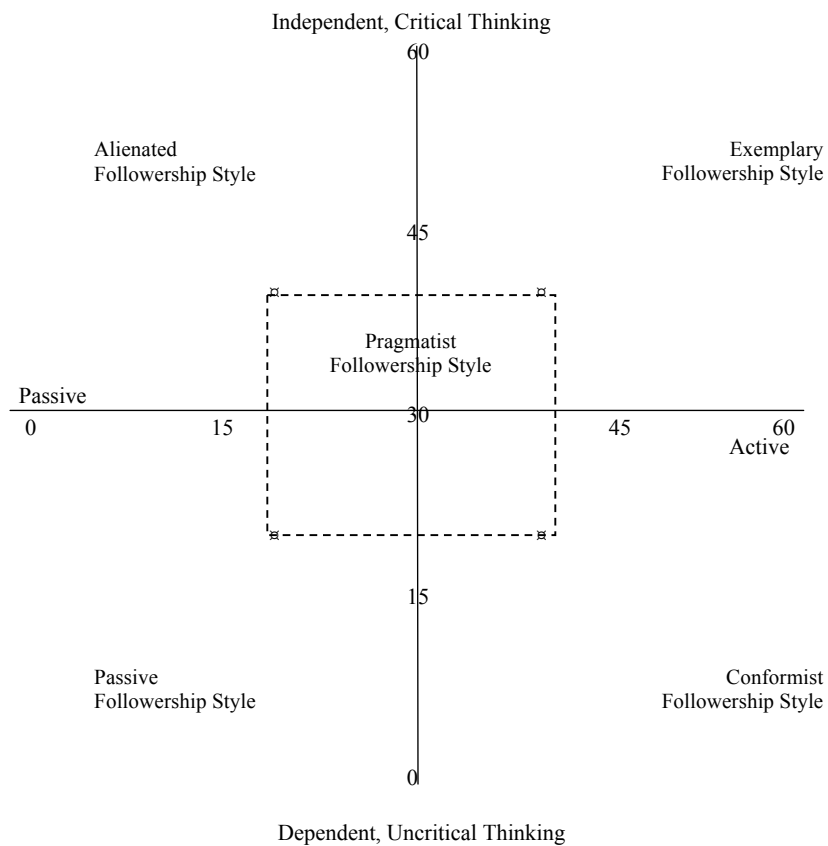 Independent, Critical Thinking
60
Alienated
Followership Style
Exemplary
Followership Style
45
Pragmatist
Followership Style
Passive
30
0
15
45
60
Active
15
Passive
Followership Style
Conformist
Followership Style
0
Dependent, Uncritical Thinking